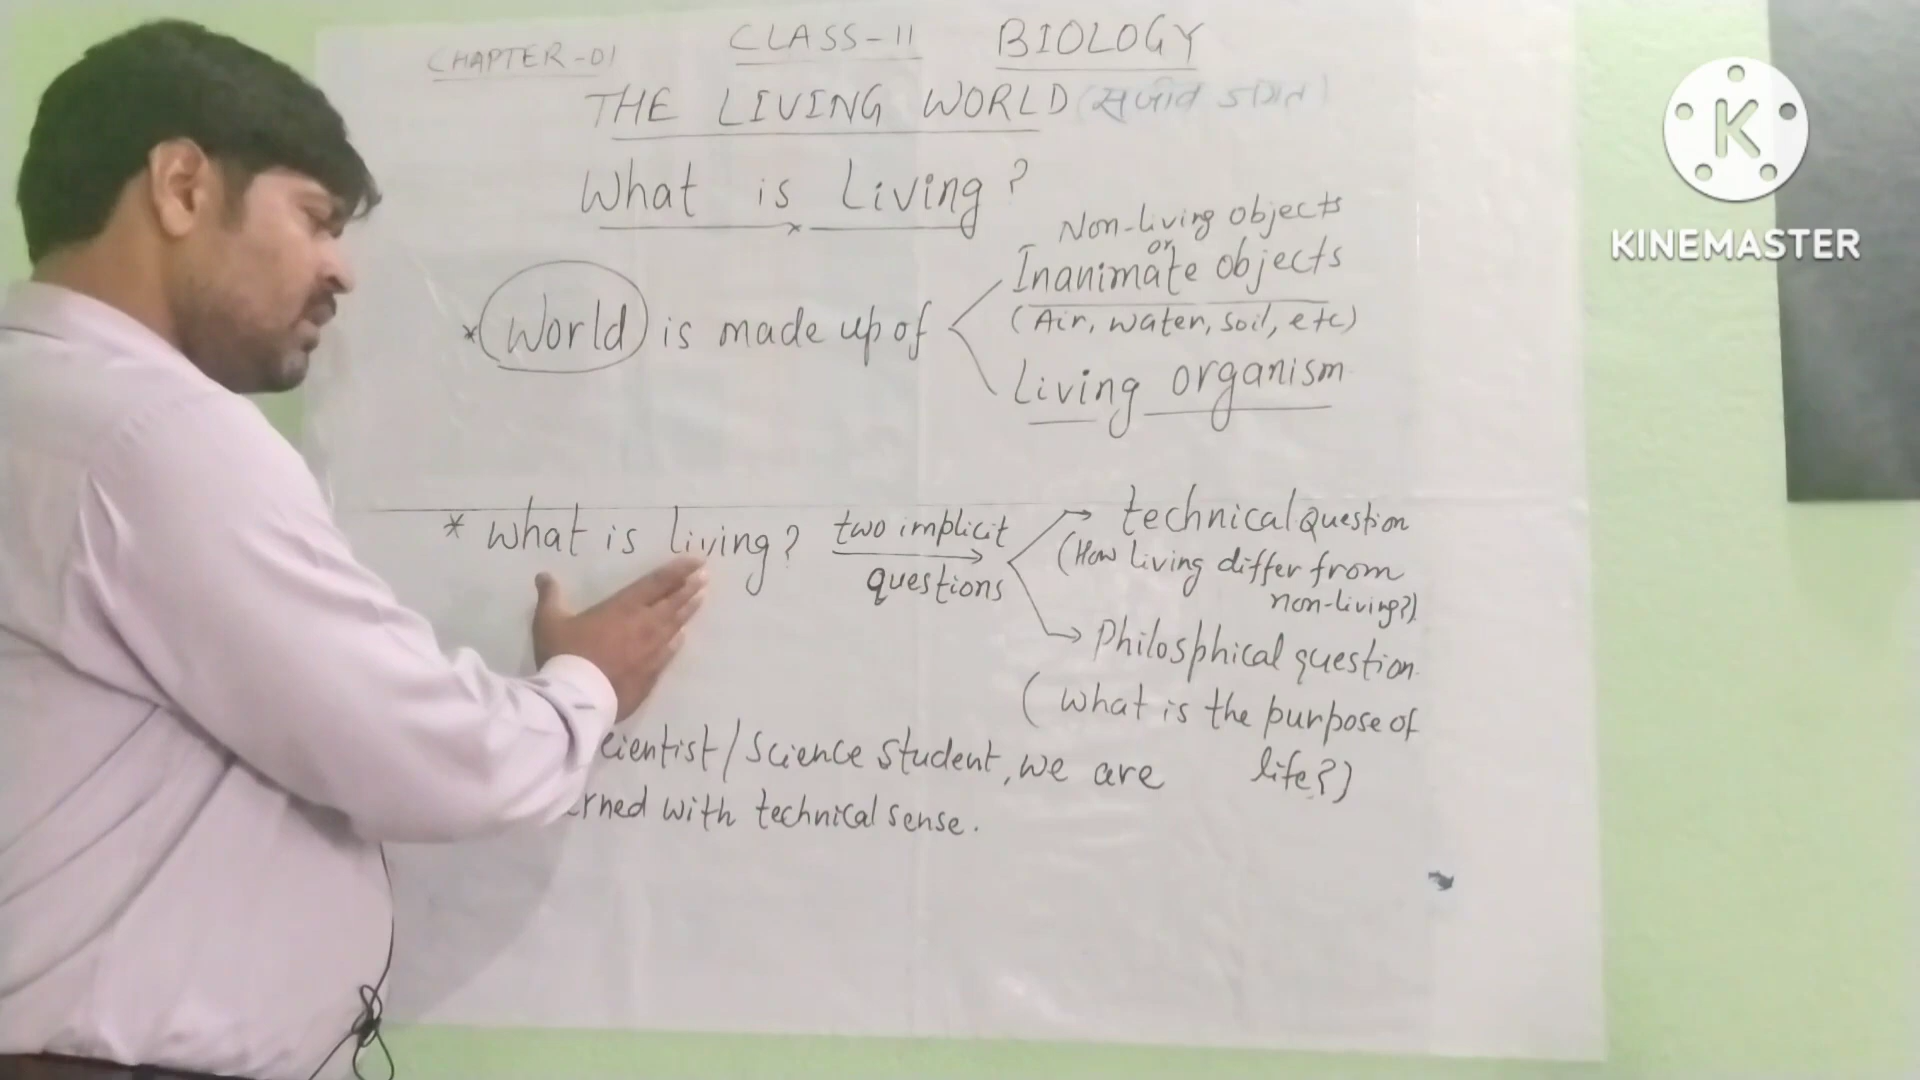 CHAPTER-01 CLASS-11 BIOLOGY
THE LIVING WORLD (सजीव जगत)
What is Living?
* World is made up of
Non-living objects
or
Inanimate objects
(Air, water, soil, etc)
Living organism
* What is living? two implicit questions
technical question
(How living differ from
non-living?)
Philosphical question
(What is the purpose of
life?)
cientist/Science student, we are
erned with technical sense.
K
KINEMASTER